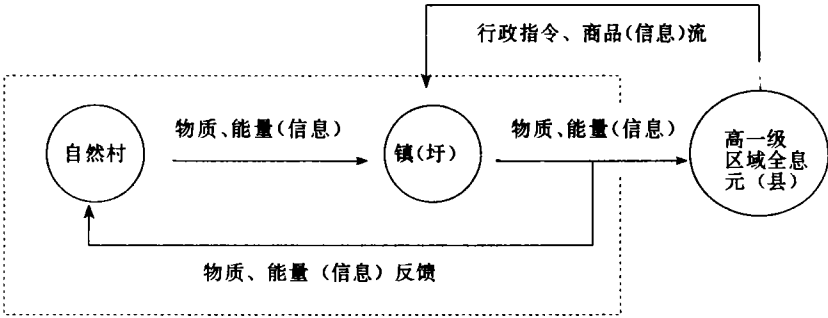 行政指令、商品(信息)流
物质、能量(信息)
物质、能量(信息)
自然村
镇(圩)
高一级
区域全息
元(县)
物质、能量(信息)反馈